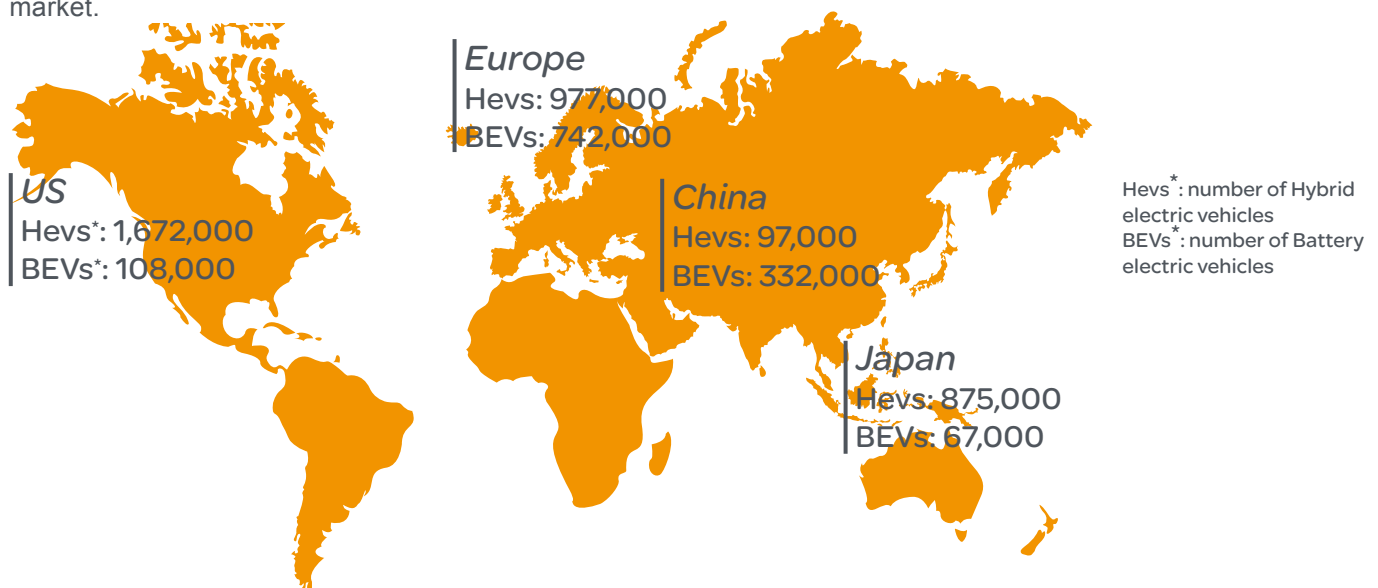 market.
Europe
Hevs: 977,000
BEVs: 742,000
US
Hevs*: 1,672,000
BEVs*: 108,000
China
Hevs: 97,000
BEVs: 332,000
Hevs*: number of Hybrid
electric vehicles
BEVs*: number of Battery
electric vehicles
Japan
Hevs: 875,000
BEVs: 67,000